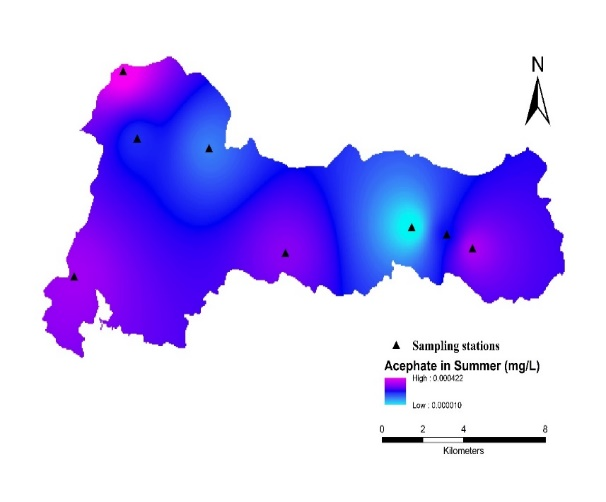 N
Sampling stations
Acephate in Summer (mg/L)
High : 0.000422
Low : 0.000010
0 2 4 8
Kilometers